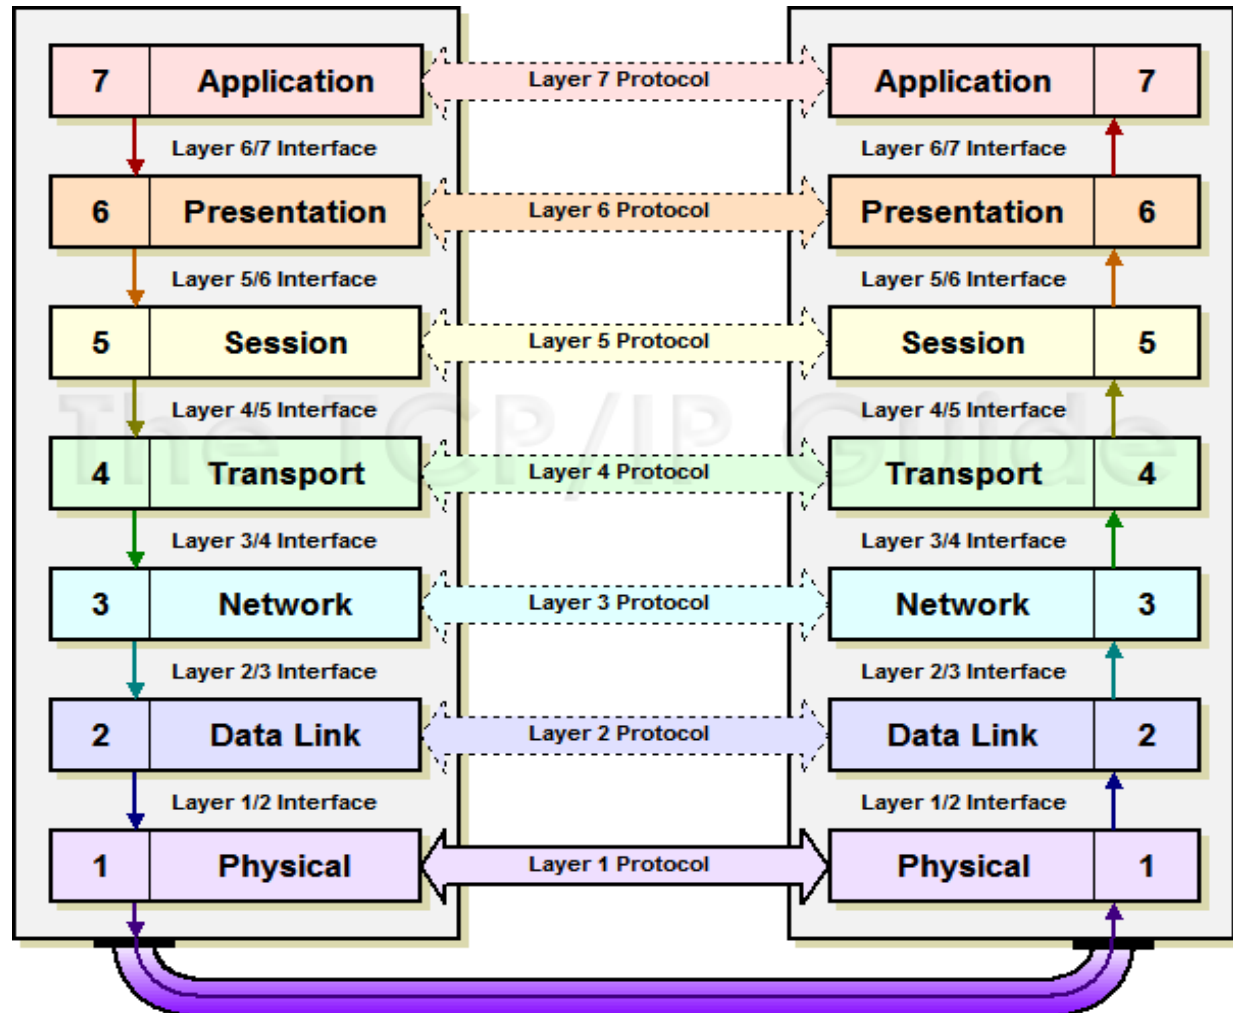 7 Application Layer 7 Protocol Application 7
Layer 6/7 Interface Layer 6/7 Interface
6 Presentation Layer 6 Protocol Presentation 6
Layer 5/6 Interface Layer 5/6 Interface
5 Session Layer 5 Protocol Session 5
Layer 4/5 Interface Layer 4/5 Interface
The TCP/IP Guide
4 Transport Layer 4 Protocol Transport 4
Layer 3/4 Interface Layer 3/4 Interface
3 Network Layer 3 Protocol Network 3
Layer 2/3 Interface Layer 2/3 Interface
2 Data Link Layer 2 Protocol Data Link 2
Layer 1/2 Interface Layer 1/2 Interface
1 Physical Layer 1 Protocol Physical 1